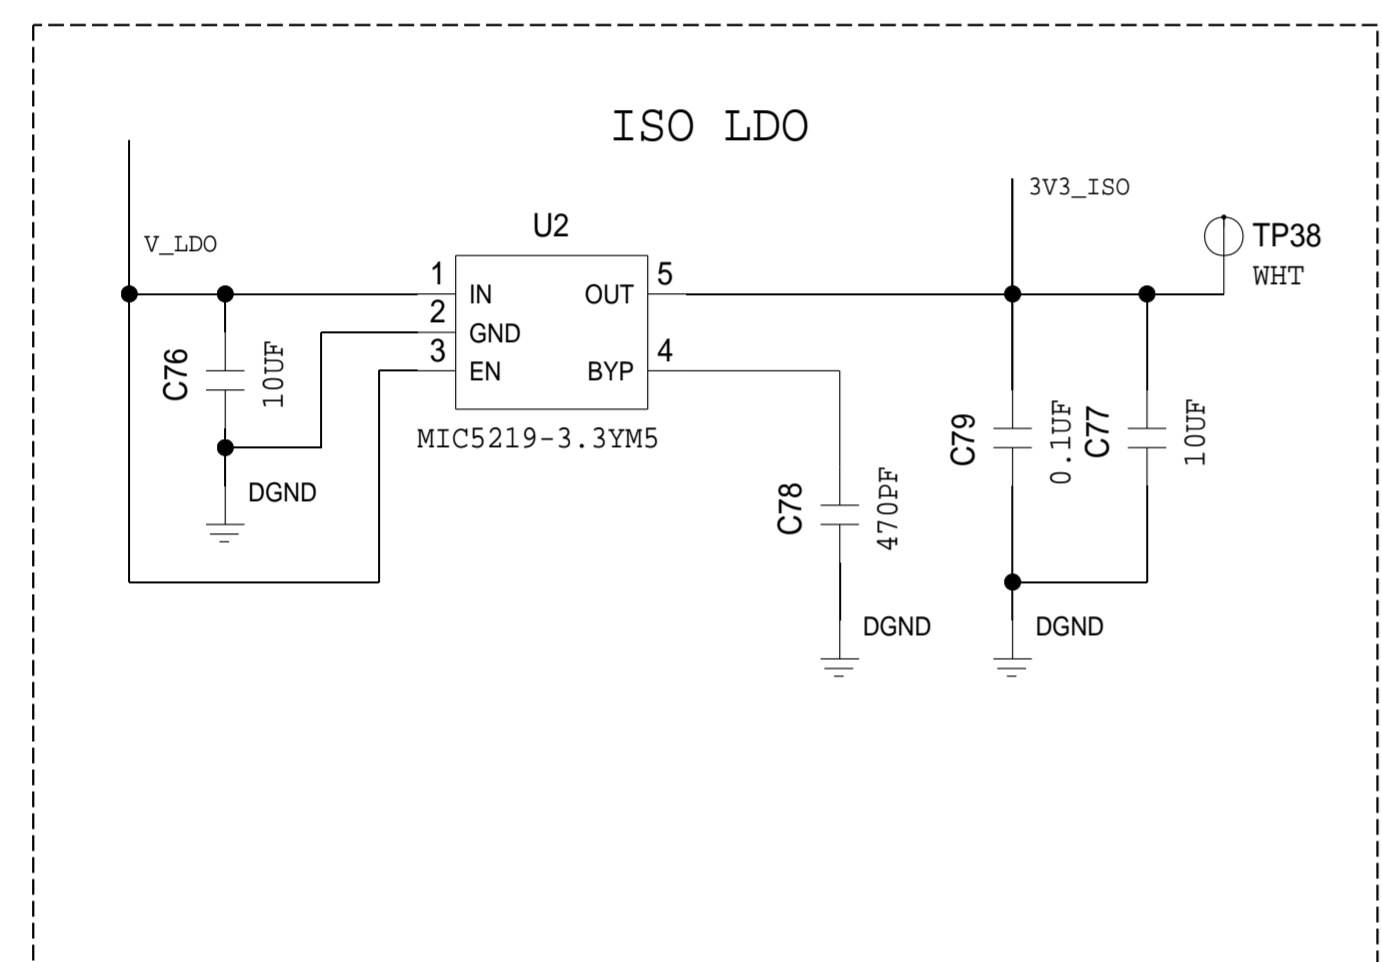 ISO LDO
3V3_ISO
V_LDO
U2
TP38
WHT
1
2
3
IN
GND
EN
OUT
BYP
5
4
MIC5219-3.3YM5
C76
10UF
DGND
C78
470PF
DGND
C79
0.1UF
C77
10UF
DGND